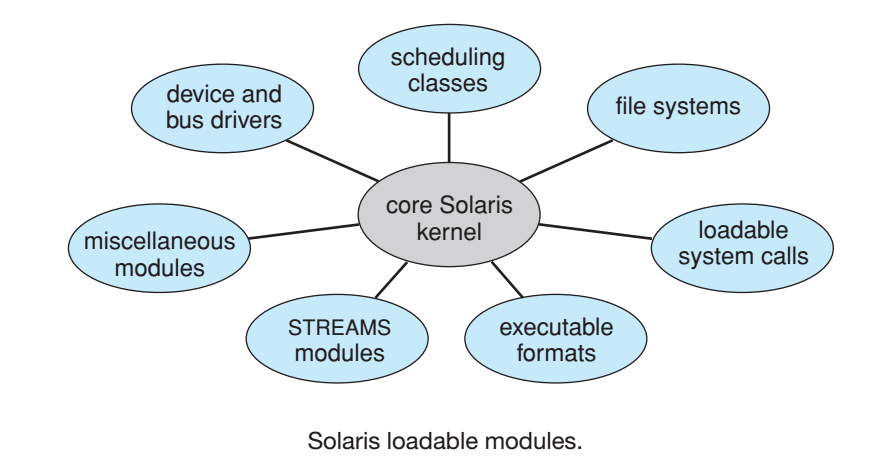 scheduling
classes
device and
bus drivers
file systems
core Solaris
kernel
miscellaneous
modules
loadable
system calls
STREAMS
modules
executable
formats
Solaris loadable modules.